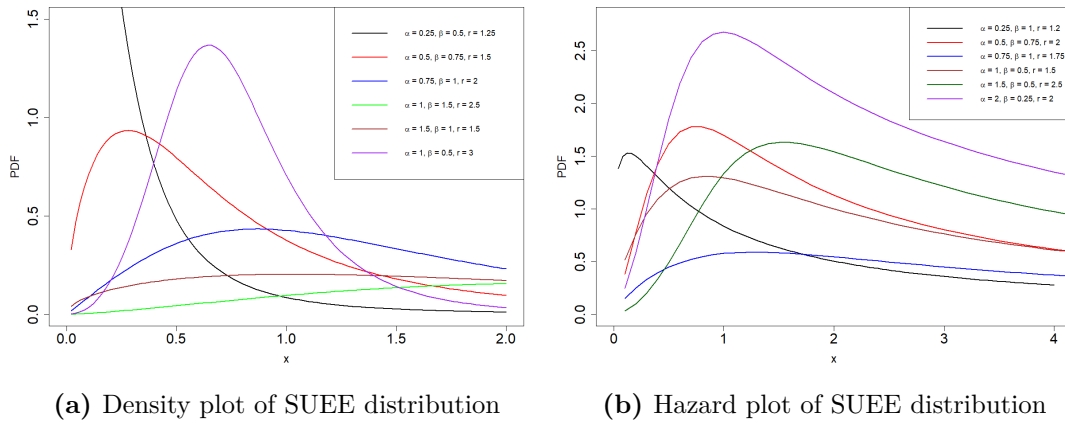 PDF
0.0
0.5
1.0
1.5
0.0
0.5
1.0
1.5
2.0
x
α = 0.25, β = 0.5, r = 1.25
α = 0.5, β = 0.75, r = 1.5
α = 0.75, β = 1, r = 2
α = 1, β = 1.5, r = 2.5
α = 1.5, β = 1, r = 1.5
α = 1, β = 0.5, r = 3
(a) Density plot of SUEE distribution
PDF
0.0
0.5
1.0
1.5
2.0
2.5
0
1
2
3
4
x
α = 0.25, β = 1, r = 1.2
α = 0.5, β = 0.75, r = 2
α = 0.75, β = 1, r = 1.75
α = 1, β = 0.5, r = 1.5
α = 1.5, β = 0.5, r = 2.5
α = 2, β = 0.25, r = 2
(b) Hazard plot of SUEE distribution